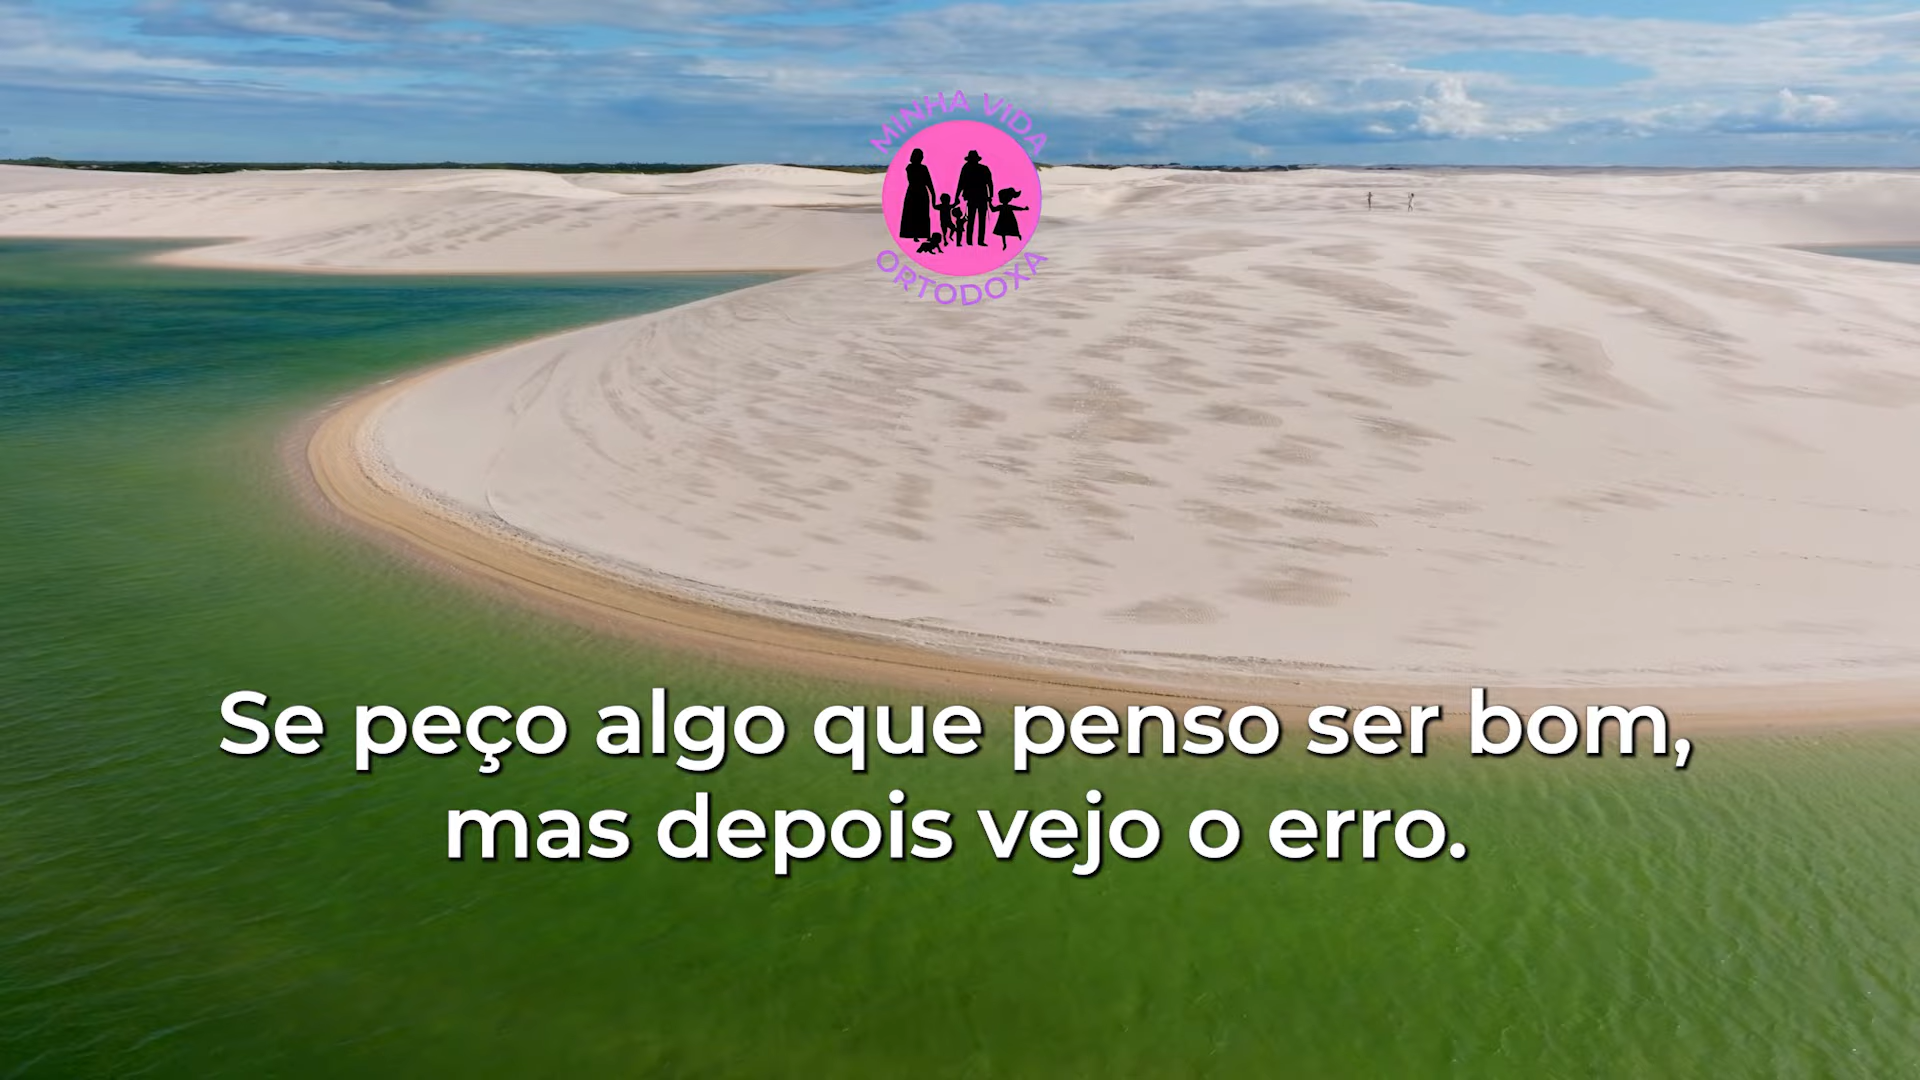 MINHA VIDA
ORTODOXA
Se peço algo que penso ser bom,
mas depois vejo o erro.